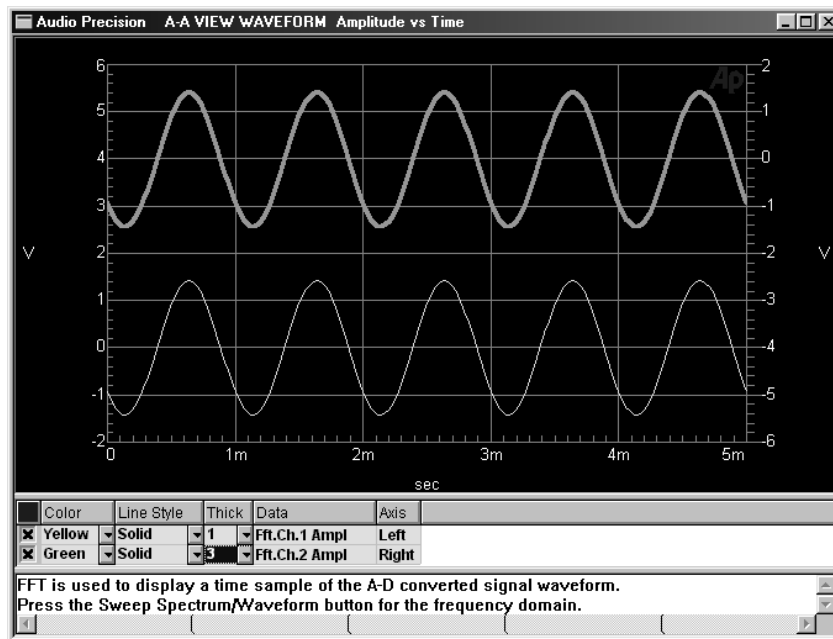 Audio Precision A-A VIEW WAVEFORM Amplitude vs Time
Ap
6 2
5 1
4 0
3 -1
V 2 -2 V
1 -3
0 -4
-1 -5
-2 -6
0 1m 2m 3m 4m 5m
sec
Color Line Style Thick Data Axis
Yellow Solid 1 Fft.Ch.1 Ampl Left
Green Solid 3 Fft.Ch.2 Ampl Right
FFT is used to display a time sample of the A-D converted signal waveform.
Press the Sweep Spectrum/Waveform button for the frequency domain.